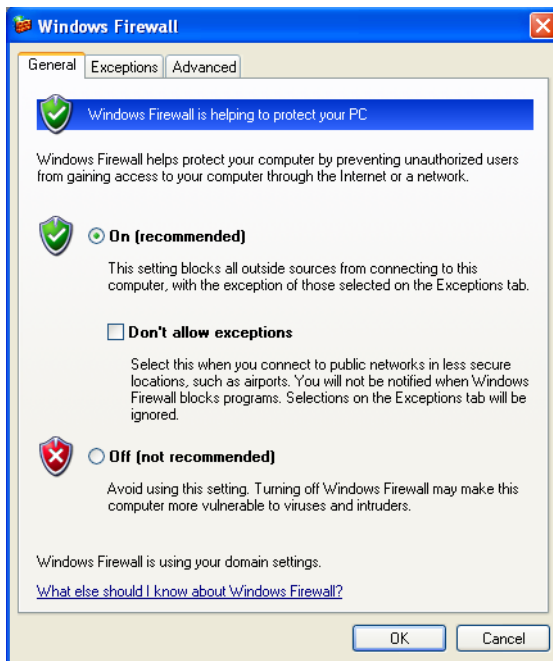 Windows Firewall
General Exceptions Advanced
Windows Firewall is helping to protect your PC
Windows Firewall helps protect your computer by preventing unauthorized users
from gaining access to your computer through the Internet or a network.
On (recommended)
This setting blocks all outside sources from connecting to this
computer, with the exception of those selected on the Exceptions tab.
Don't allow exceptions
Select this when you connect to public networks in less secure
locations, such as airports. You will not be notified when Windows
Firewall blocks programs. Selections on the Exceptions tab will be
ignored.
Off (not recommended)
Avoid using this setting. Turning off Windows Firewall may make this
computer more vulnerable to viruses and intruders.
Windows Firewall is using your domain settings.
What else should I know about Windows Firewall?
OK Cancel